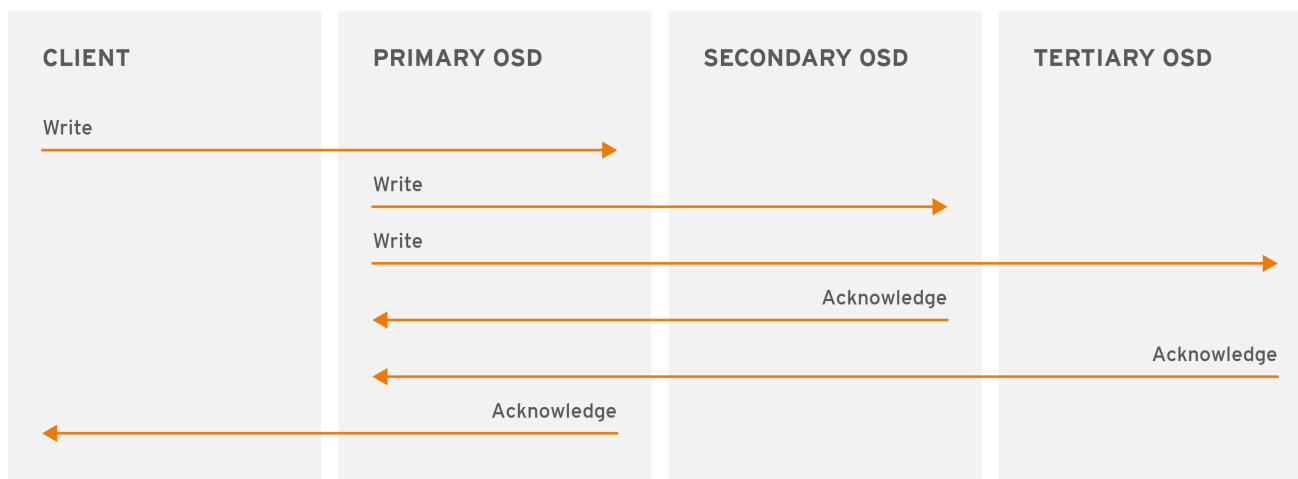 CLIENT
PRIMARY OSD
SECONDARY OSD
TERTIARY OSD
Write
Write
Write
Acknowledge
Acknowledge
Acknowledge